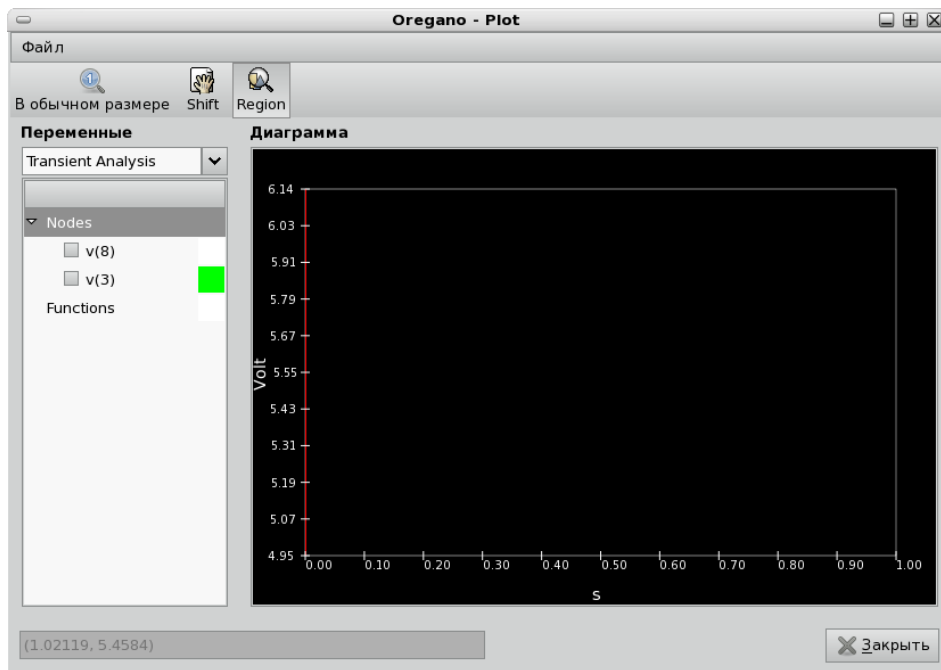 Oregano - Plot
Файл
В обычном размере Shift Region
Переменные
Transient Analysis
Nodes
v(8)
v(3)
Functions
Диаграмма
6.14
6.03
5.91
5.79
5.67
5.55
5.43
5.31
5.19
5.07
4.95
Volt
0.00 0.10 0.20 0.30 0.40 0.50 0.60 0.70 0.80 0.90 1.00
s
(1.02119, 5.4584)
Закрыть